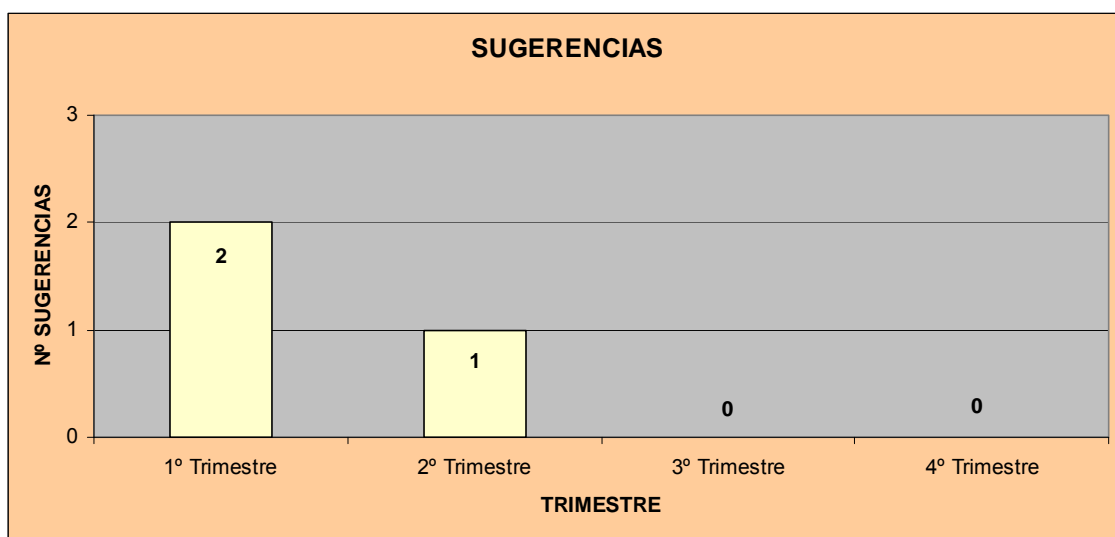 SUGERENCIAS
Nº SUGERENCIAS
3
2
1
0
2
1
0
0
1º Trimestre
2º Trimestre
3º Trimestre
4º Trimestre
TRIMESTRE